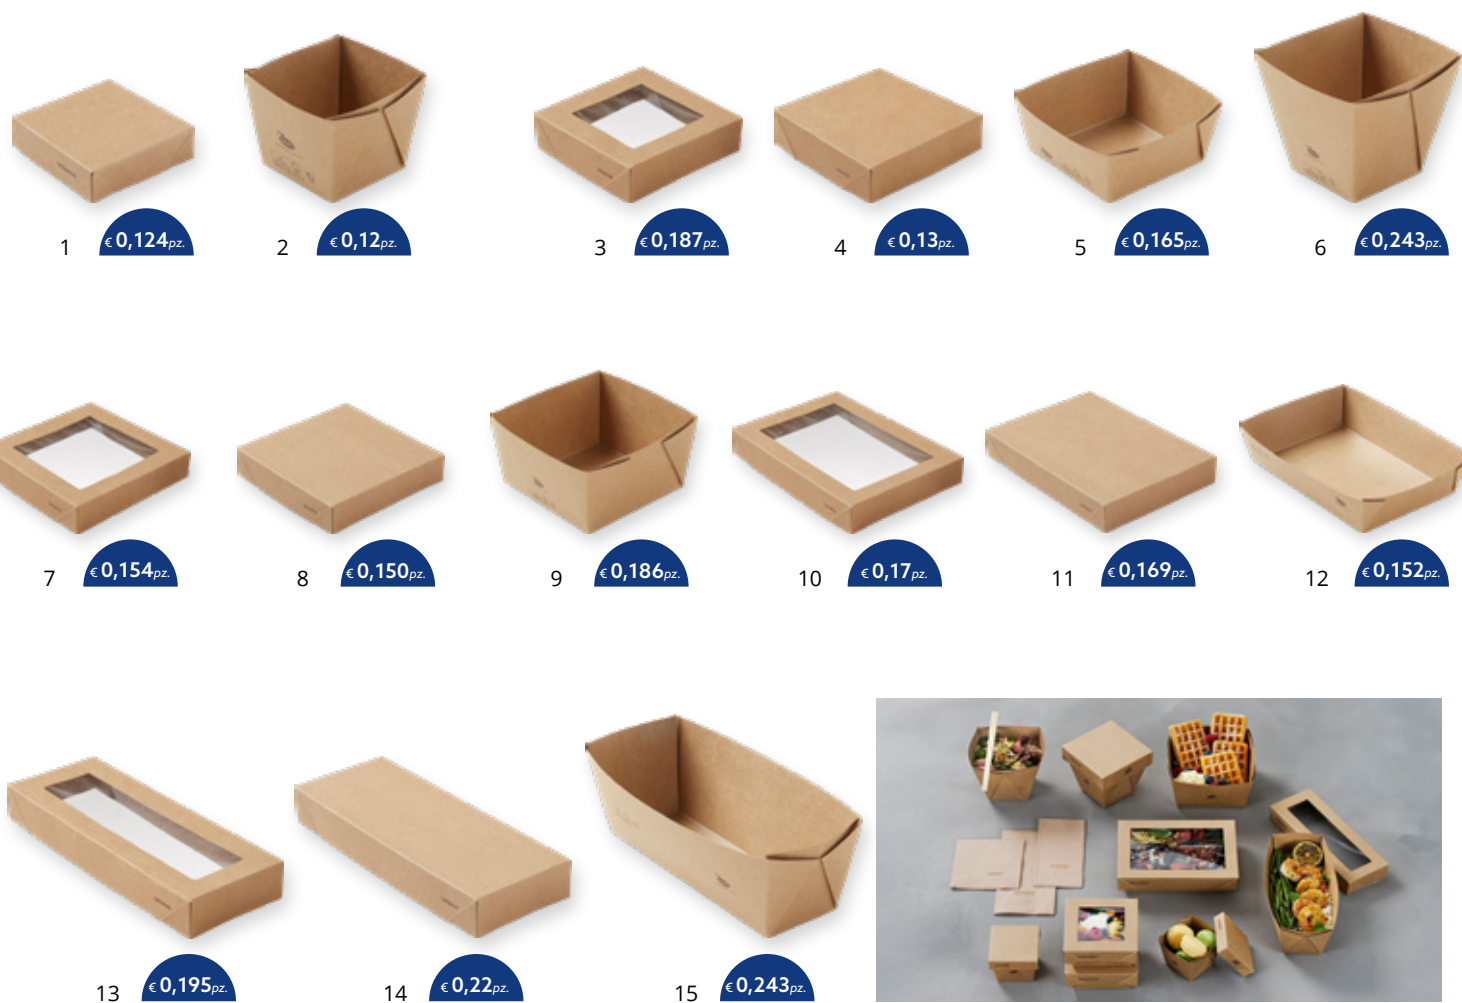 1 € 0,124pz.
2 € 0,12pz.
3 € 0,187pz.
4 € 0,13pz.
5 € 0,165pz.
6 € 0,243pz.
7 € 0,154pz.
8 € 0,150pz.
9 € 0,186pz.
10 € 0,17pz.
11 € 0,169pz.
12 € 0,152pz.
13 € 0,195pz.
14 € 0,22pz.
15 € 0,243pz.